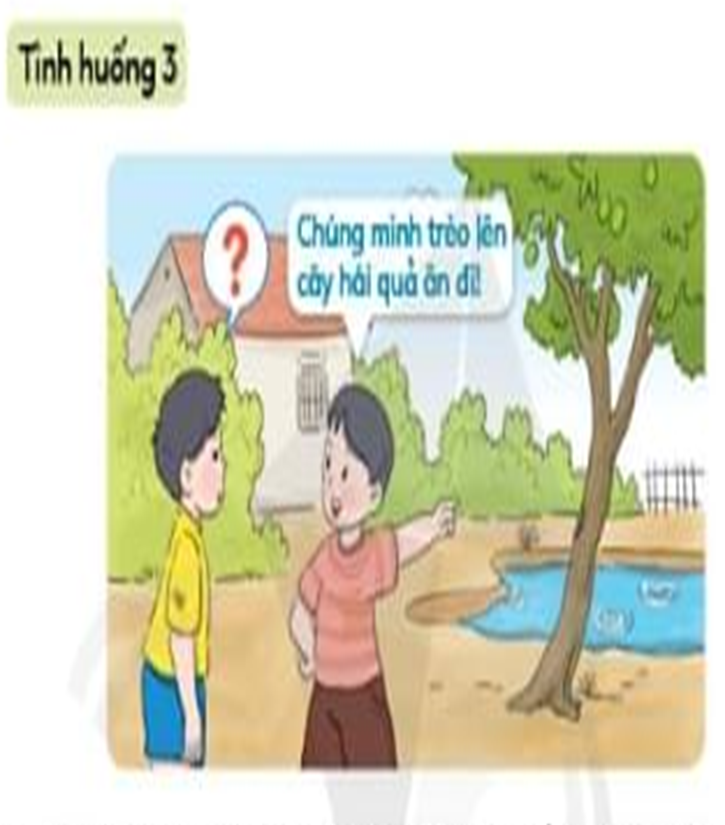 Tình huống 3
?
Chúng mình trèo lên
cây hái quả ăn đi!